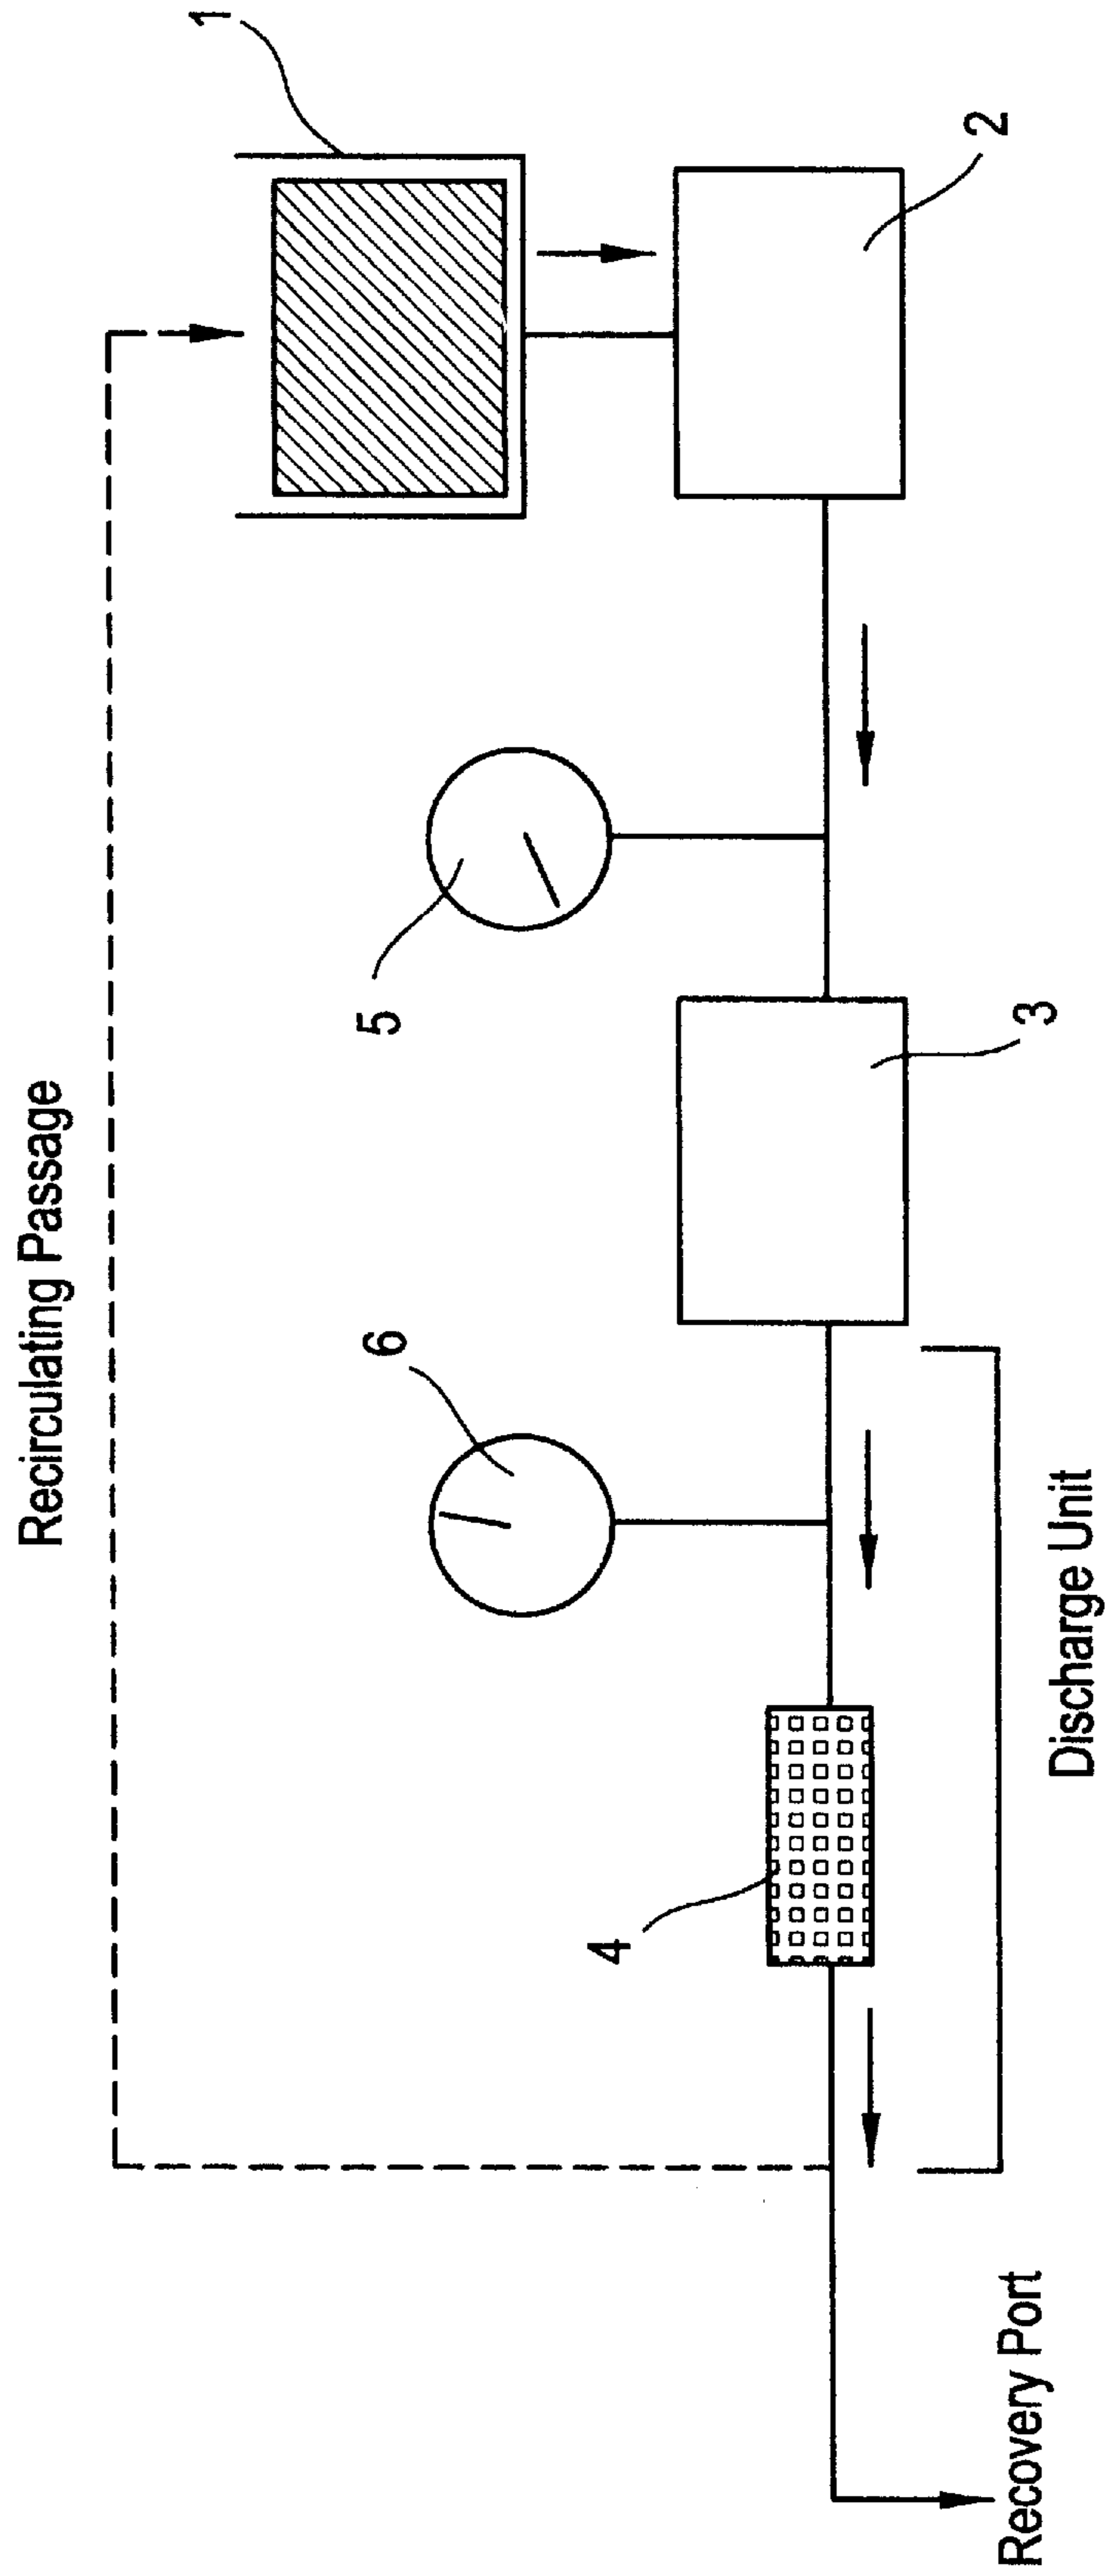 Recirculating Passage
1
2
5
3
6
4
Discharge Unit
Recovery Port